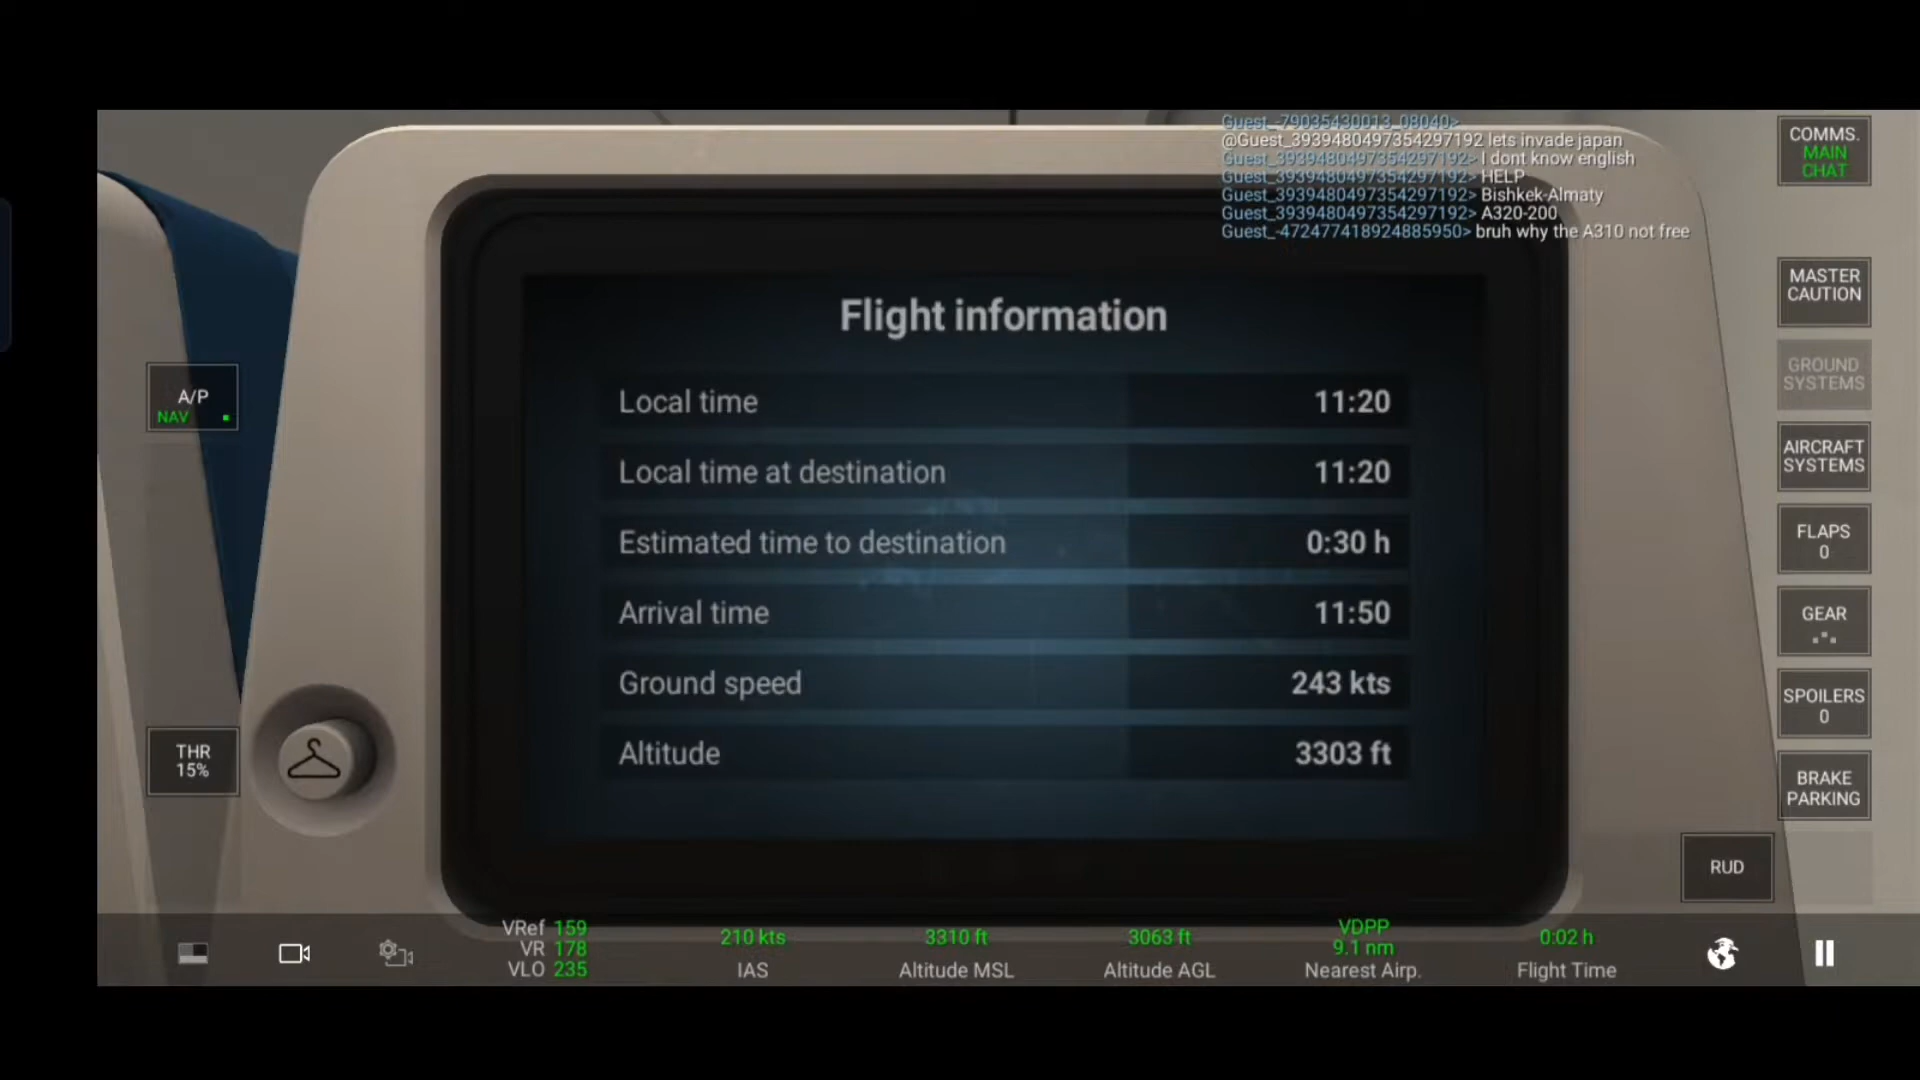 Guest_-79035430013_08040>
@Guest_3939480497354297192 lets invade japan
Guest_3939480497354297192> I dont know english
Guest_3939480497354297192> HELP
Guest_3939480497354297192> Bishkek-Almaty
Guest_3939480497354297192> A320-200
Guest_-472477418924885950> bruh why the A310 not free
COMMS.
MAIN
CHAT
MASTER
CAUTION
GROUND
SYSTEMS
AIRCRAFT
SYSTEMS
FLAPS
0
GEAR
SPOILERS
0
BRAKE
PARKING
RUD
A/P
NAV
THR
15%
Flight information
Local time 11:20
Local time at destination 11:20
Estimated time to destination 0:30 h
Arrival time 11:50
Ground speed 243 kts
Altitude 3303 ft
VRef 159
VR 178
VLO 235
210 kts
IAS
3310 ft
Altitude MSL
3063 ft
Altitude AGL
VDPP
9.1 nm
Nearest Airp.
0:02 h
Flight Time